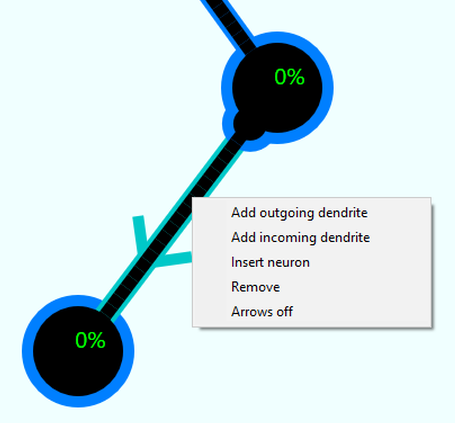 0%
Add outgoing dendrite
Add incoming dendrite
Insert neuron
Remove
Arrows off
0%